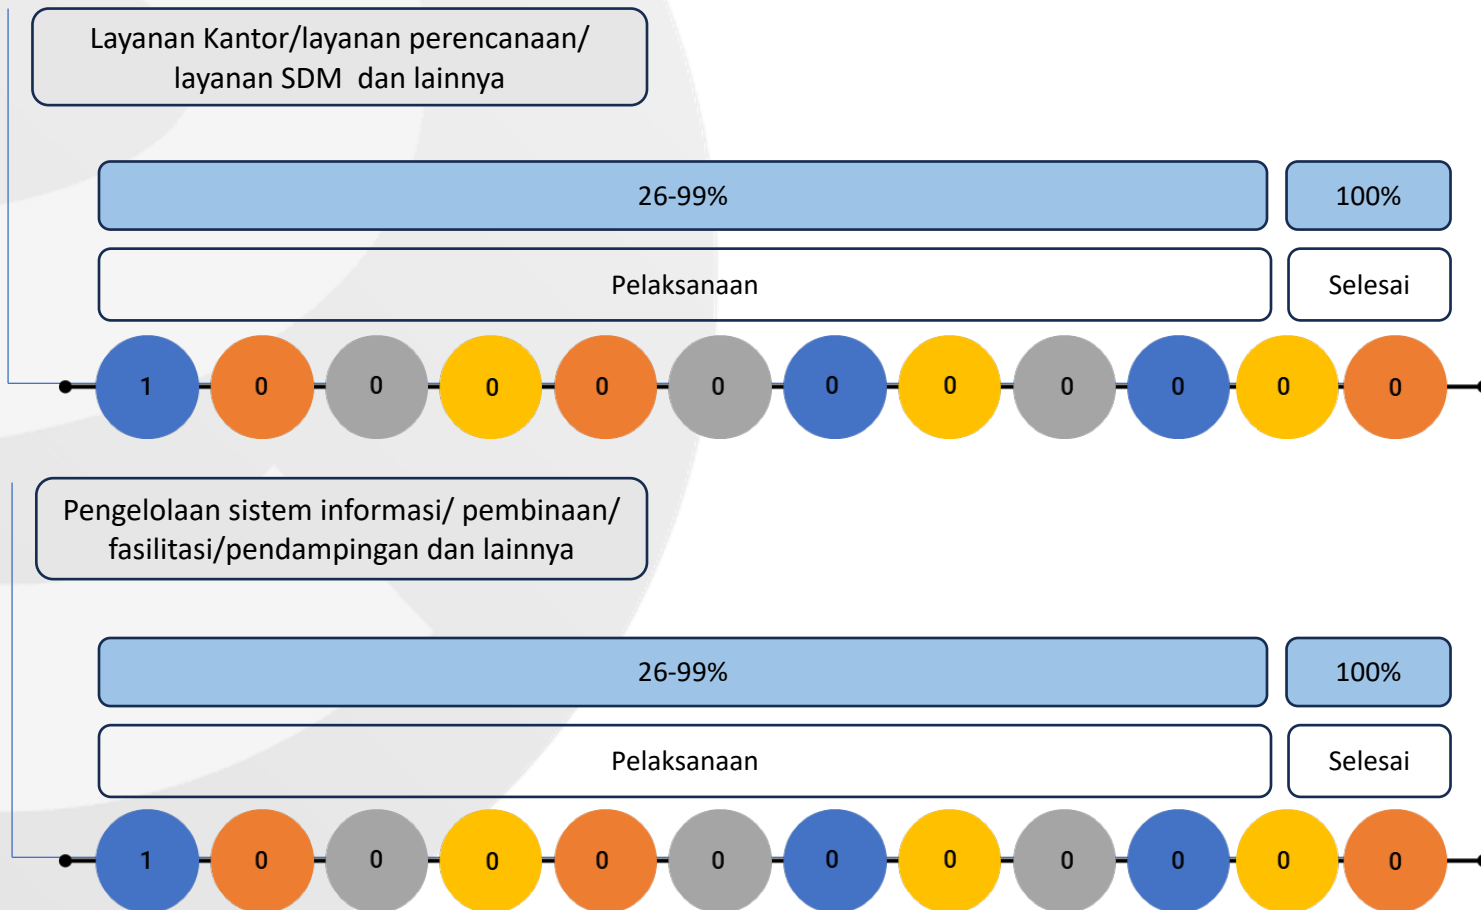 Layanan Kantor/layanan perencanaan/
layanan SDM  dan lainnya
26-99%
100%
Pelaksanaan
Selesai
1 0 0 0 0 0 0 0 0 0 0 0
Pengelolaan sistem informasi/ pembinaan/
fasilitasi/pendampingan dan lainnya
26-99%
100%
Pelaksanaan
Selesai
1 0 0 0 0 0 0 0 0 0 0 0